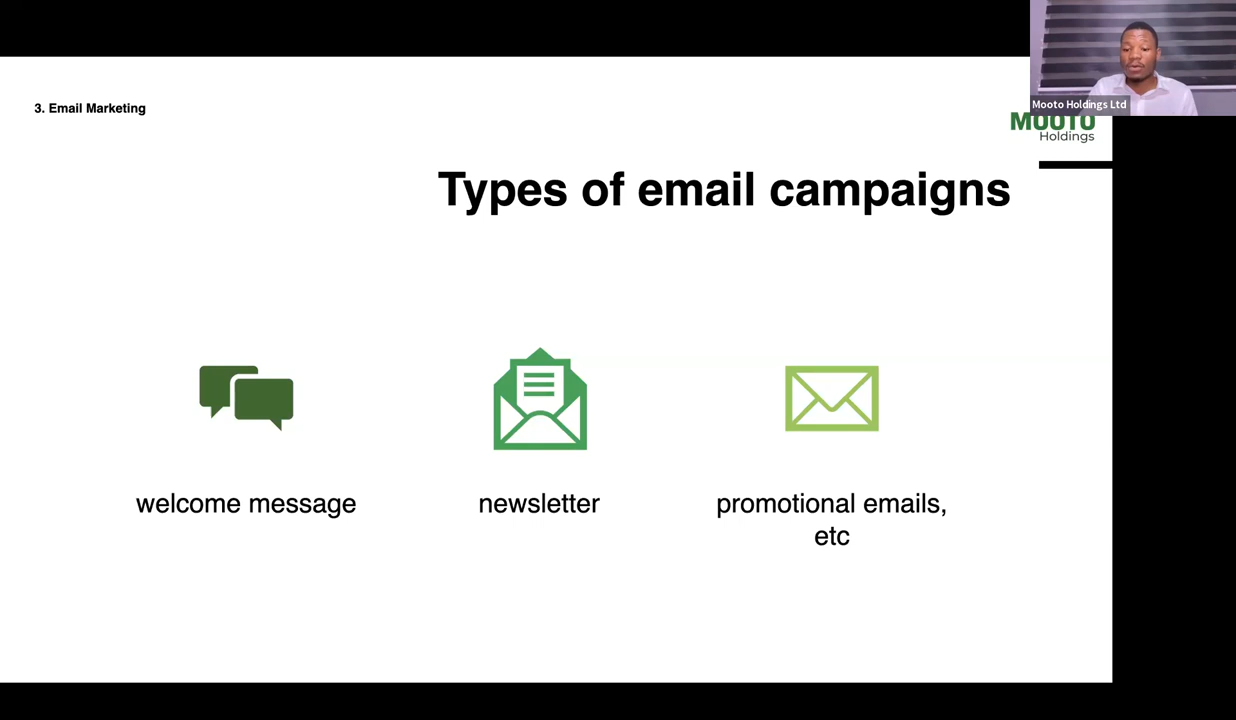 Mooto Holdings Ltd
3. Email Marketing
MOOTO
Holdings
Types of email campaigns
welcome message
newsletter
promotional emails,
etc